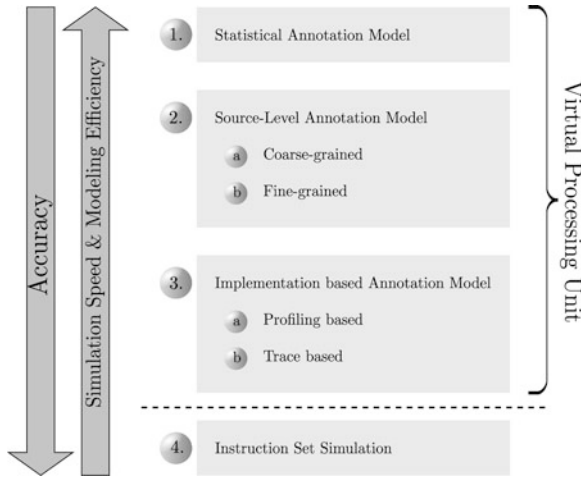 Accuracy
Simulation Speed & Modeling Efficiency
1. Statistical Annotation Model
2. Source-Level Annotation Model
a Coarse-grained
b Fine-grained
3. Implementation based Annotation Model
a Profiling based
b Trace based
4. Instruction Set Simulation
Virtual Processing Unit